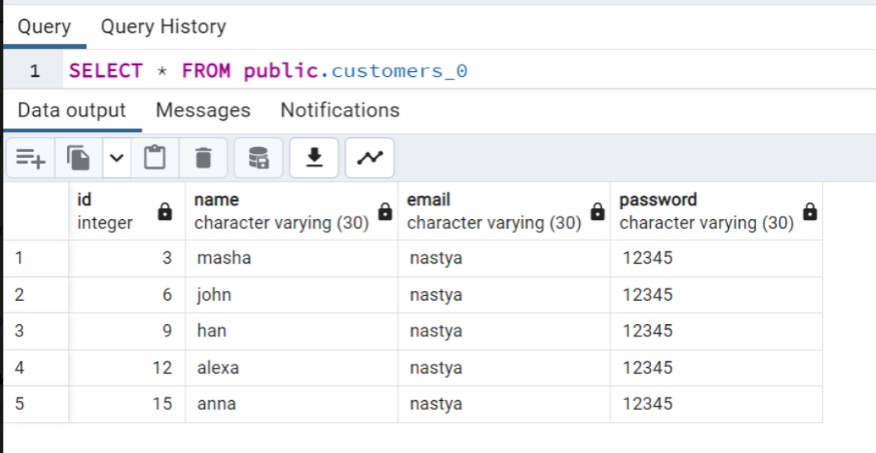 Query Query History
1 SELECT * FROM public.customers_0
Data output Messages Notifications
id name email password
integer character varying (30) character varying (30) character varying (30)
1 3 masha nastya 12345
2 6 john nastya 12345
3 9 han nastya 12345
4 12 alexa nastya 12345
5 15 anna nastya 12345